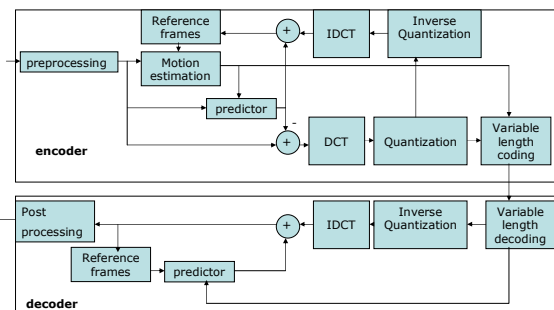 Reference
frames
+
IDCT
Inverse
Quantization
preprocessing
Motion
estimation
predictor
-
+
DCT
Quantization
Variable
length
coding
encoder
Post
processing
+
IDCT
Inverse
Quantization
Variable
length
decoding
Reference
frames
predictor
decoder